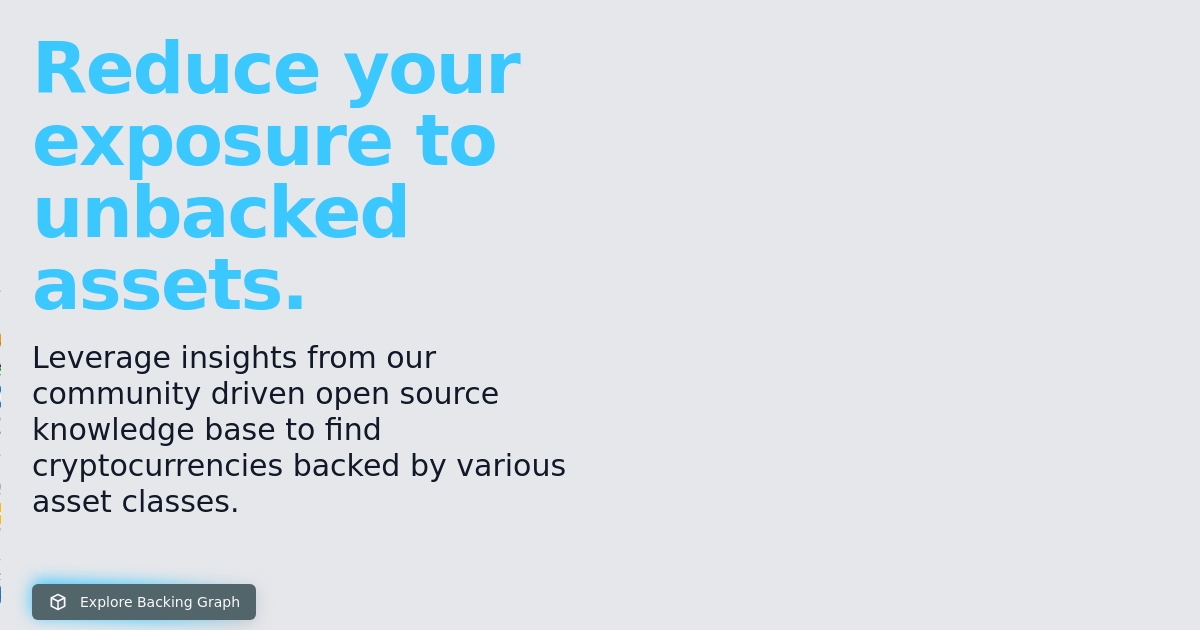 Reduce your
exposure to
unbacked
assets.
Leverage insights from our
community driven open source
knowledge base to find
cryptocurrencies backed by various
asset classes.
Explore Backing Graph